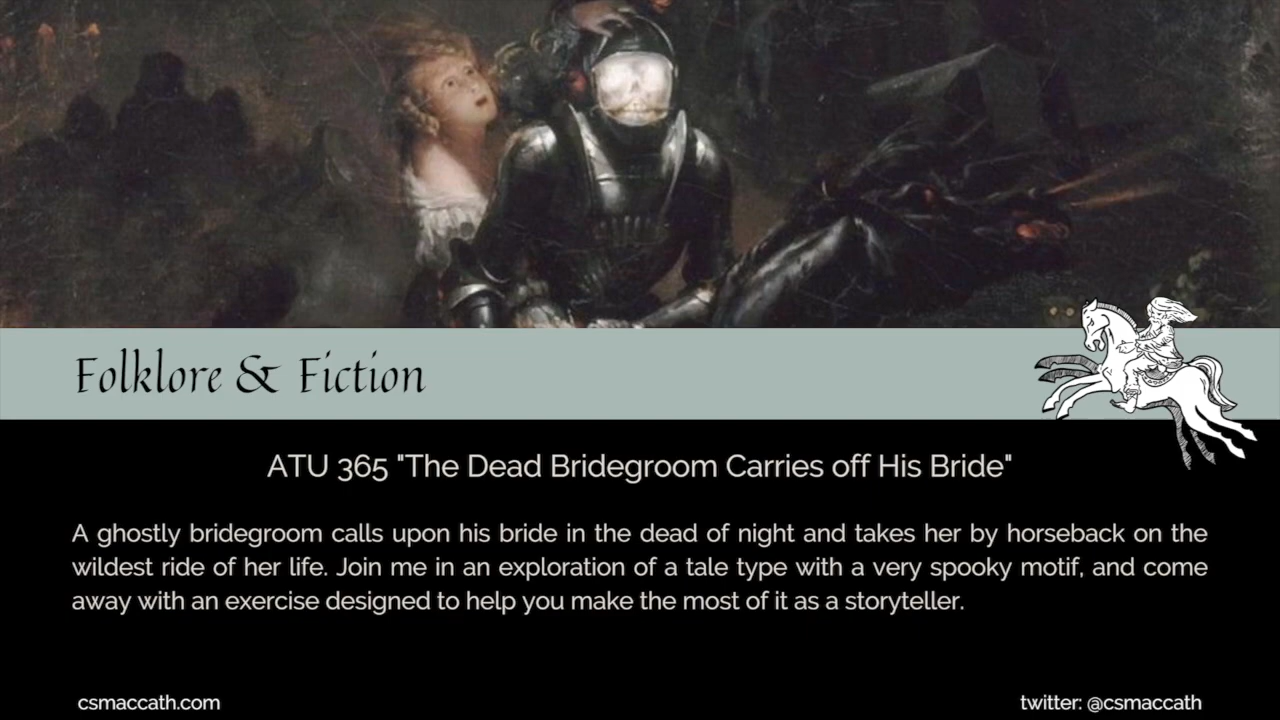 Folklore & Fiction
ATU 365 "The Dead Bridegroom Carries off His Bride"
A ghostly bridegroom calls upon his bride in the dead of night and takes her by horseback on the
wildest ride of her life. Join me in an exploration of a tale type with a very spooky motif, and come
away with an exercise designed to help you make the most of it as a storyteller.
csmaccath.com
twitter: @csmaccath